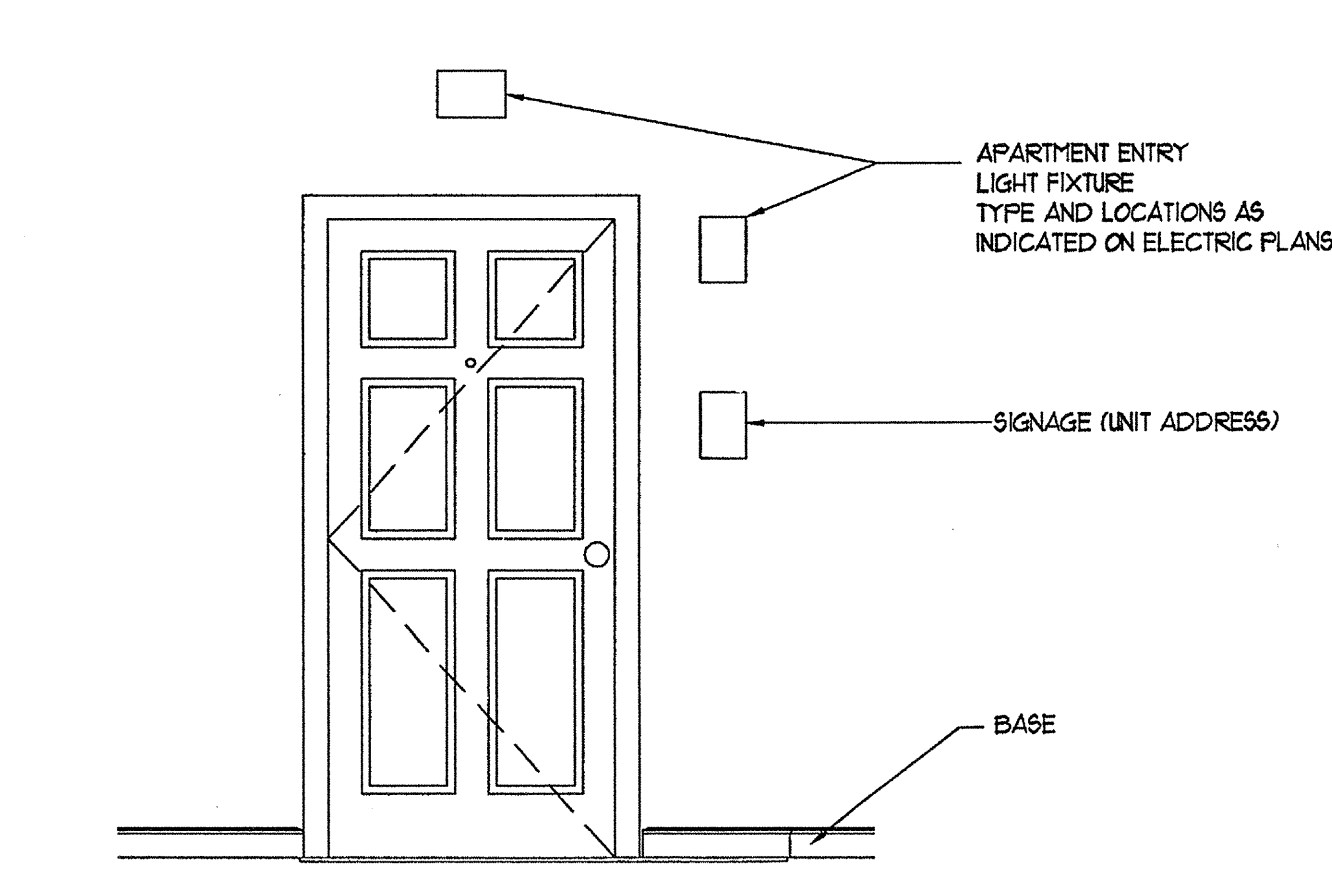 APARTMENT ENTRY
LIGHT FIXTURE
TYPE AND LOCATIONS AS
INDICATED ON ELECTRIC PLANS
SIGNAGE (UNIT ADDRESS)
BASE